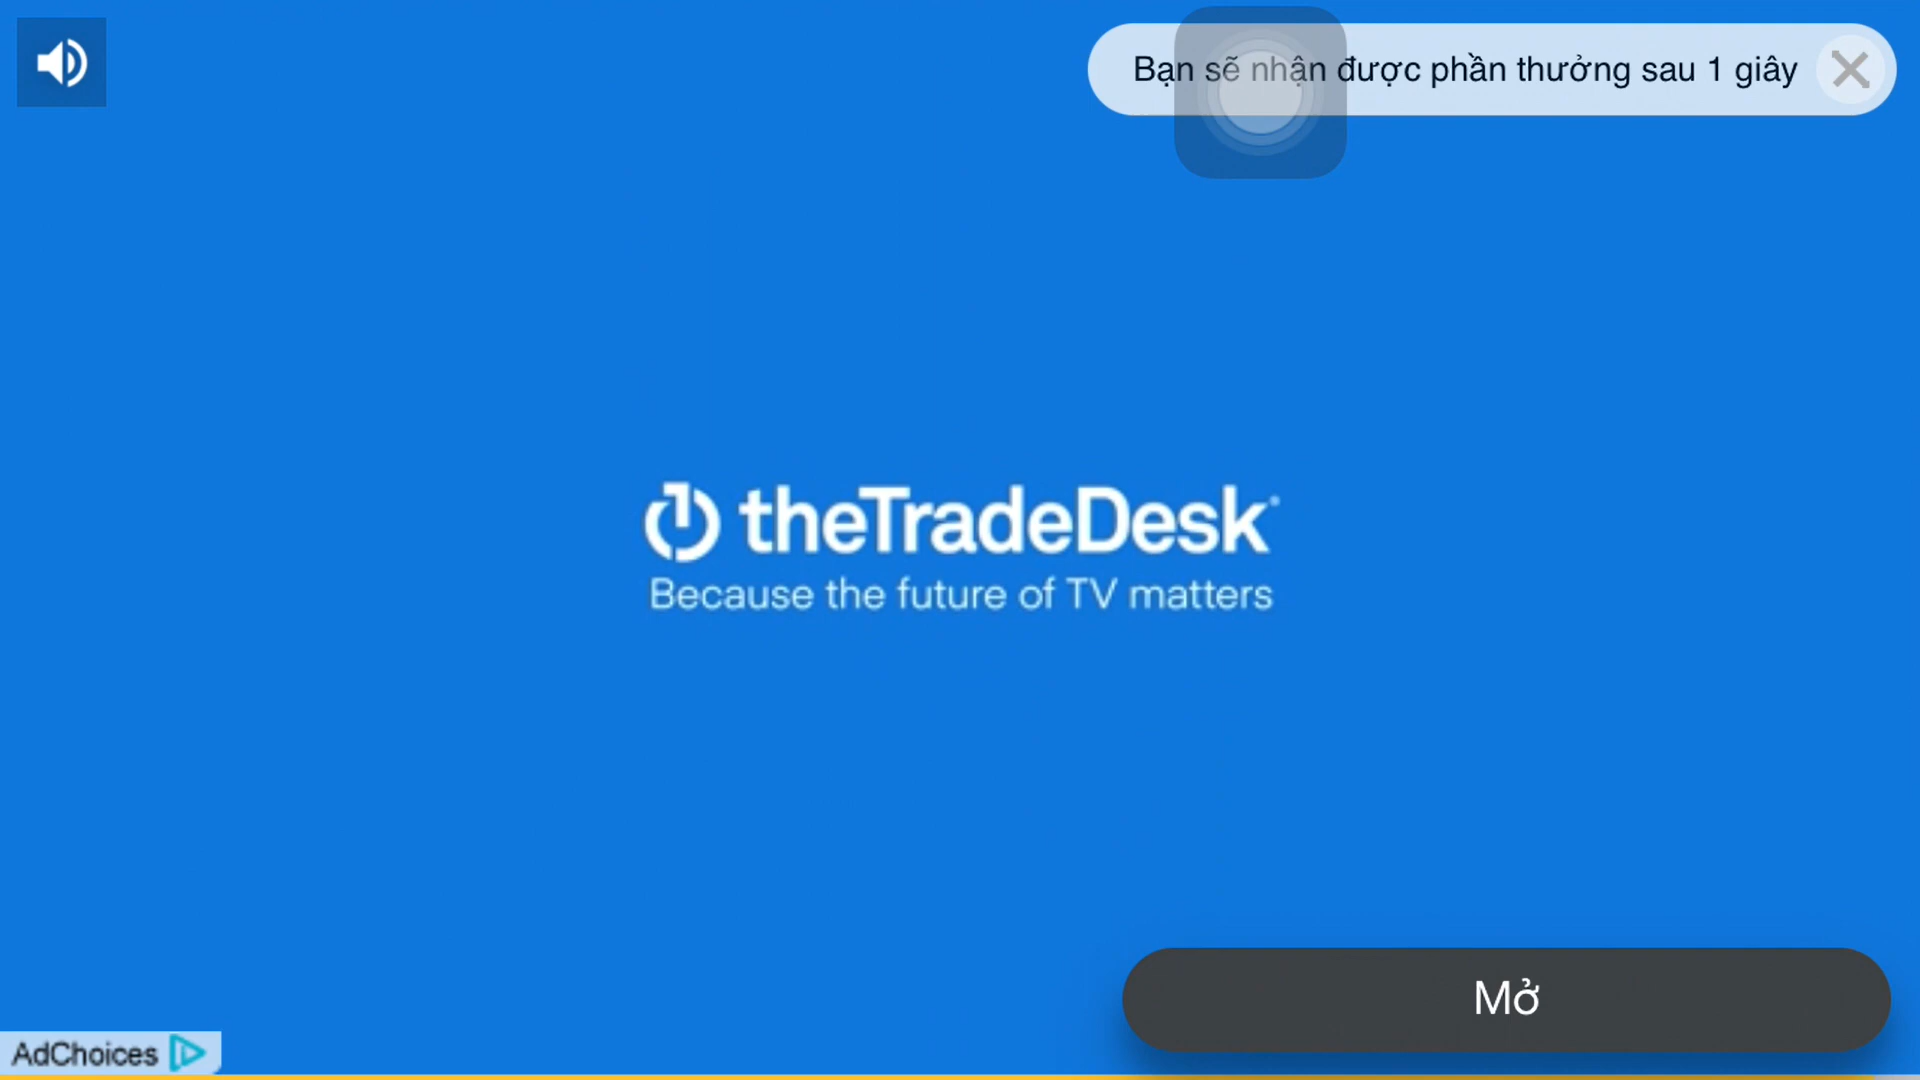 Bạn sẽ nhận được phần thưởng sau 1 giây
theTradeDesk
Because the future of TV matters
Mở
AdChoices